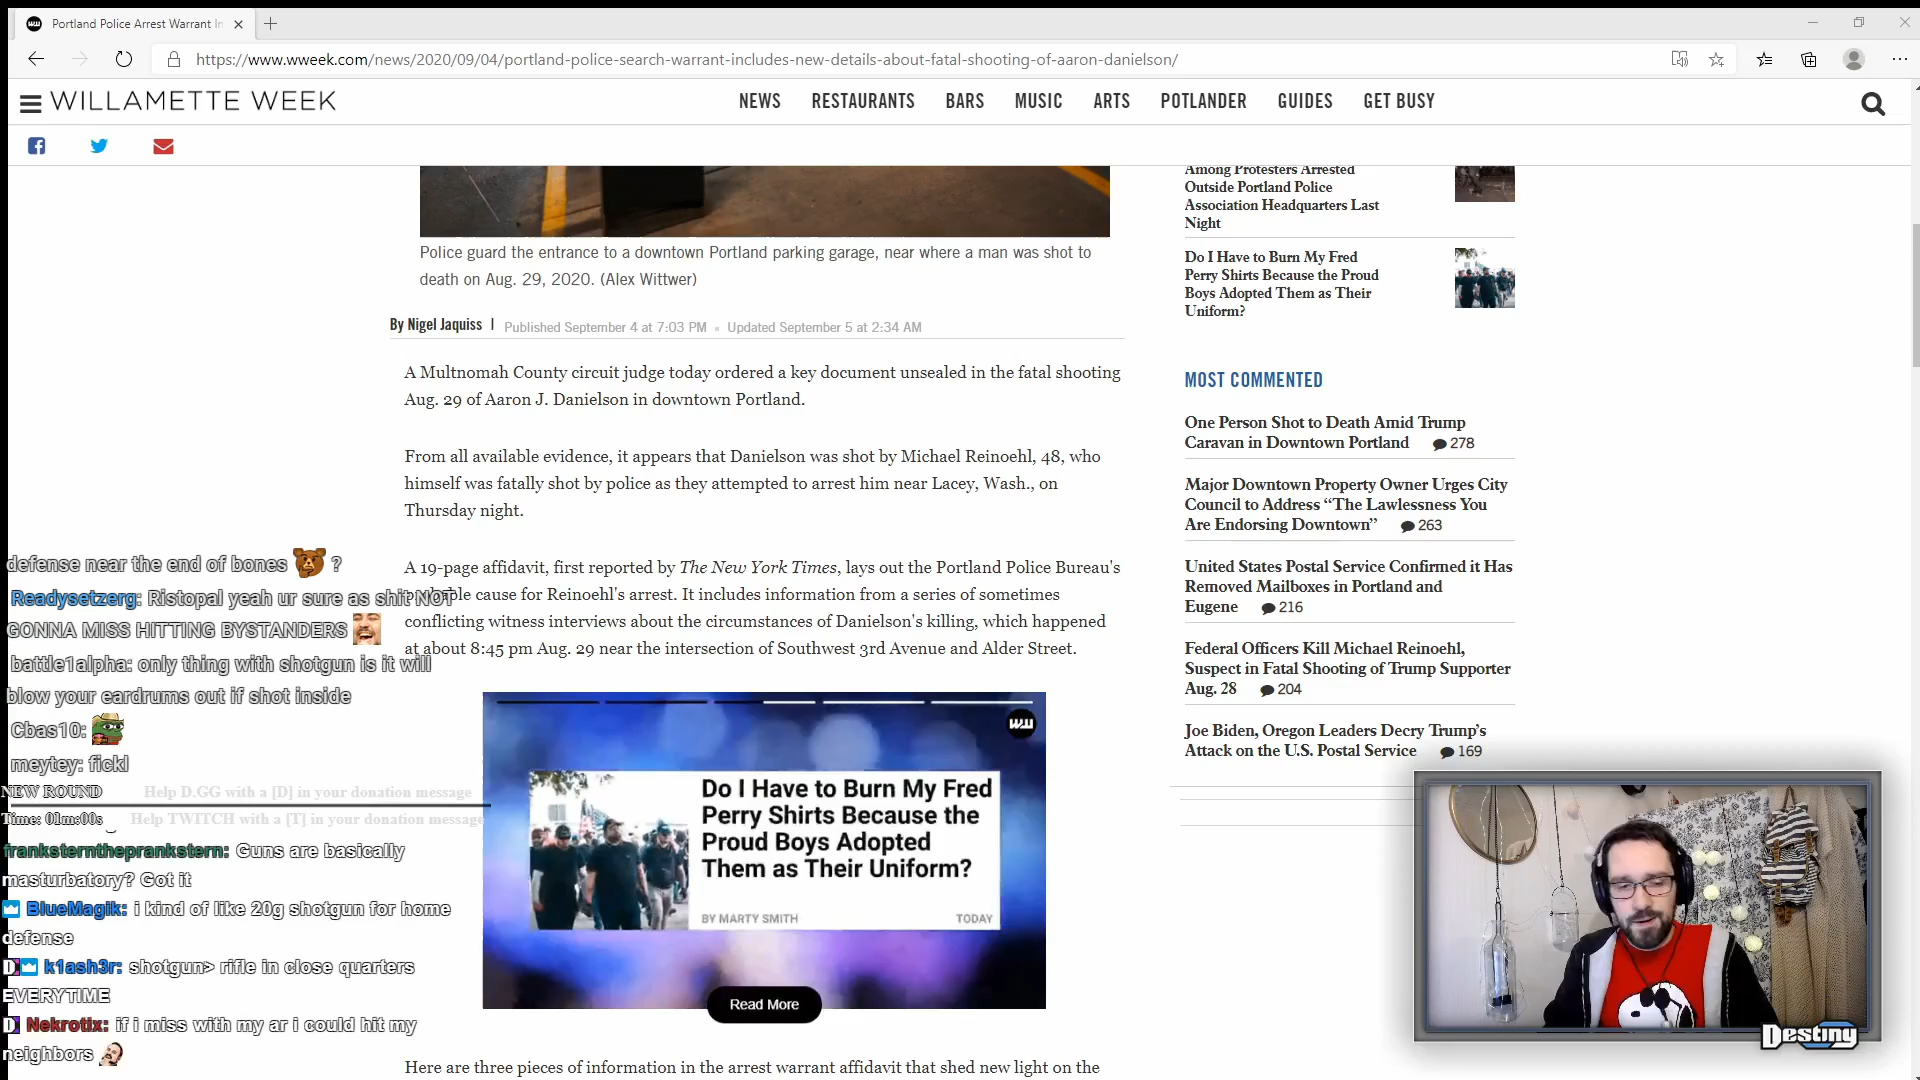 Portland Police Arrest Warrant In
https://www.wweek.com/news/2020/09/04/portland-police-search-warrant-includes-new-details-about-fatal-shooting-of-aaron-danielson/
WILLAMETTE WEEK
NEWS RESTAURANTS BARS MUSIC ARTS POTLANDER GUIDES GET BUSY
Police guard the entrance to a downtown Portland parking garage, near where a man was shot to
death on Aug. 29, 2020. (Alex Wittwer)
By Nigel Jaquiss | Published September 4 at 7:03 PM Updated September 5 at 2:34 AM
A Multnomah County circuit judge today ordered a key document unsealed in the fatal shooting
Aug. 29 of Aaron J. Danielson in downtown Portland.
From all available evidence, it appears that Danielson was shot by Michael Reinoehl, 48, who
himself was fatally shot by police as they attempted to arrest him near Lacey, Wash., on
Thursday night.
A 19-page affidavit, first reported by The New York Times, lays out the Portland Police Bureau's
cause for Reinoehl's arrest. It includes information from a series of sometimes
conflicting witness interviews about the circumstances of Danielson's killing, which happened
at about 8:45 pm Aug. 29 near the intersection of Southwest 3rd Avenue and Alder Street.
Do I Have to Burn My Fred
Perry Shirts Because the
Proud Boys Adopted
Them as Their Uniform?
BY MARTY SMITH TODAY
Read More
Here are three pieces of information in the arrest warrant affidavit that shed new light on the
Among Protesters Arrested
Outside Portland Police
Association Headquarters Last
Night
Do I Have to Burn My Fred
Perry Shirts Because the Proud
Boys Adopted Them as Their
Uniform?
MOST COMMENTED
One Person Shot to Death Amid Trump
Caravan in Downtown Portland 278
Major Downtown Property Owner Urges City
Council to Address “The Lawlessness You
Are Endorsing Downtown” 263
United States Postal Service Confirmed it Has
Removed Mailboxes in Portland and
Eugene 216
Federal Officers Kill Michael Reinoehl,
Suspect in Fatal Shooting of Trump Supporter
Aug. 28 204
Joe Biden, Oregon Leaders Decry Trump’s
Attack on the U.S. Postal Service 169
defense near the end of bones ?
Readysetzerg: Ristopal yeah ur sure as shit NOT
GONNA MISS HITTING BYSTANDERS
battle1alpha: only thing with shotgun is it will
blow your eardrums out if shot inside
Cbas10:
meytey: fickl
NEW ROUND Help D.GG with a [D] in your donation message
Time: 01m:00s Help TWITCH with a [T] in your donation message
franksterntheprankstern: Guns are basically
masturbatory? Got it
BlueMagik: i kind of like 20g shotgun for home
defense
D k1ash3r: shotgun> rifle in close quarters
EVERYTIME
D Nekrotix: if i miss with my ar i could hit my
neighbors
Destiny